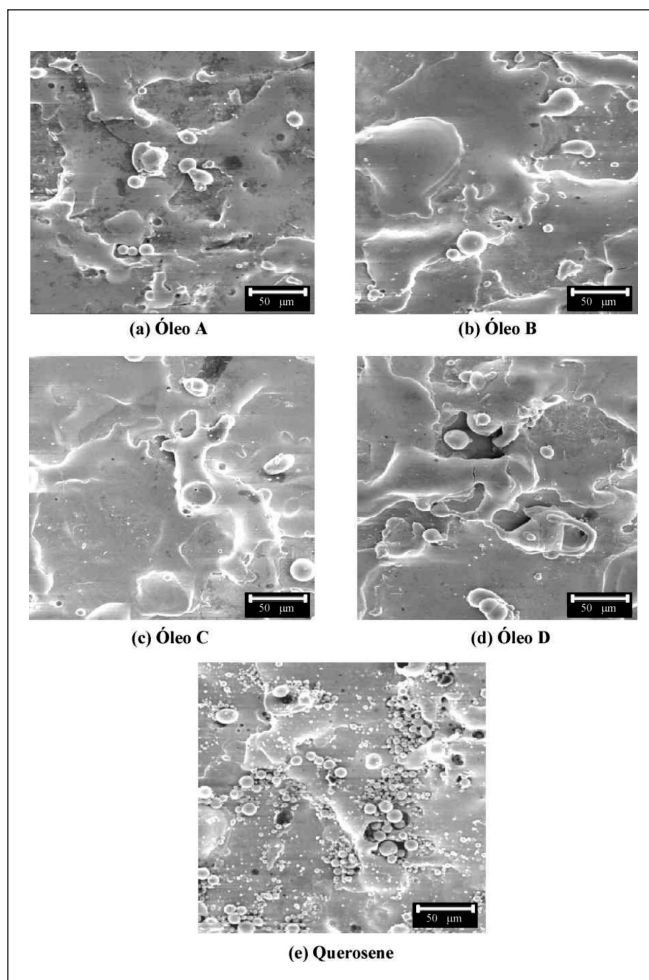 50 μm
50 μm
(a) Óleo A
(b) Óleo B
50 μm
50 μm
(c) Óleo C
(d) Óleo D
50 μm
(e) Querosene